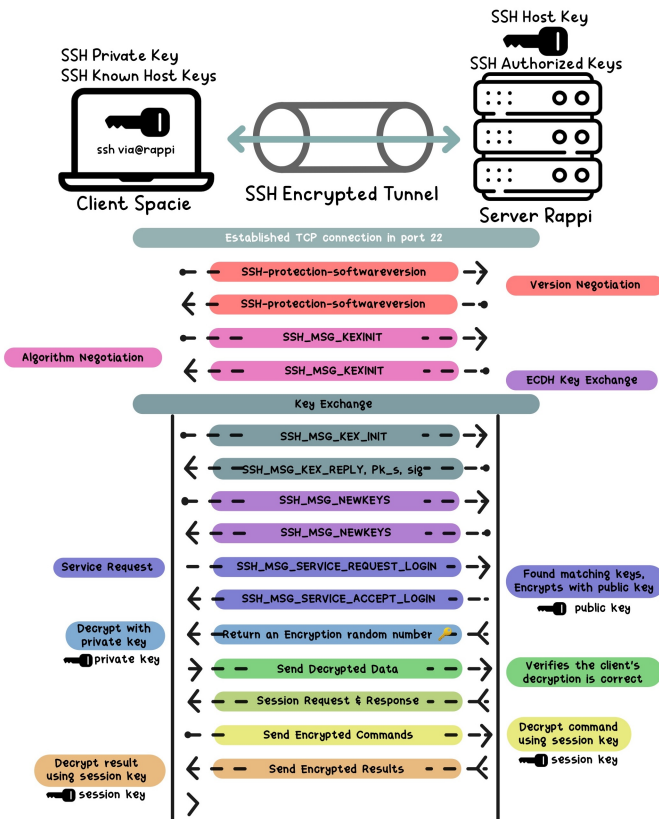 SSH Host Key
SSH Private Key
SSH Known Host Keys
SSH Authorized Keys
ssh via@rappi
Client Spacie
SSH Encrypted Tunnel
Server Rappi
Established TCP connection in port 22
SSH-protection-softwareversion
Version Negotiation
SSH-protection-softwareversion
SSH_MSG_KEXINIT
Algorithm Negotiation
SSH_MSG_KEXINIT
ECDH Key Exchange
Key Exchange
SSH_MSG_KEX_INIT
SSH_MSG_KEX_REPLY, Pk_s, sig
SSH_MSG_NEWKEYS
SSH_MSG_NEWKEYS
Service Request
SSH_MSG_SERVICE_REQUEST_LOGIN
Found matching keys,
Encrypts with public key
public key
SSH_MSG_SERVICE_ACCEPT_LOGIN
Return an Encryption random number
Decrypt with
private key
private key
Send Decrypted Data
Verifies the client's
decryption is correct
Session Request & Response
Send Encrypted Commands
Decrypt command
using session key
session key
Send Encrypted Results
Decrypt result
using session key
session key